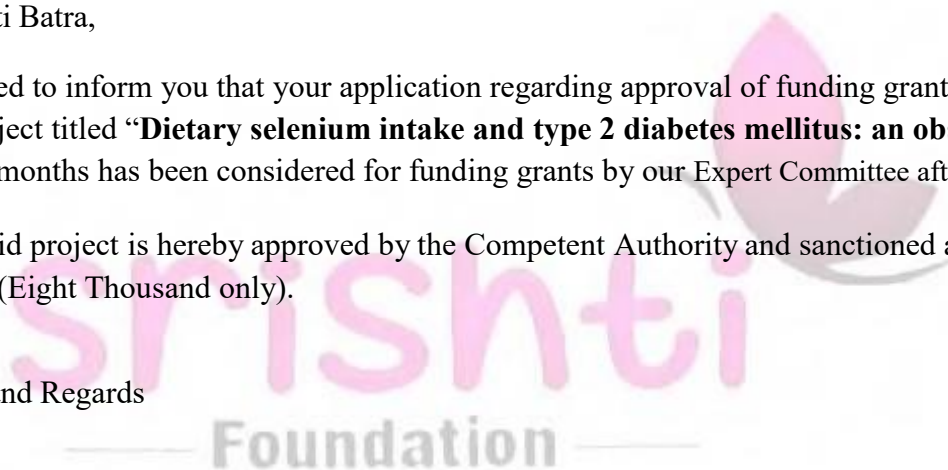 ti Batra,
ed to inform you that your application regarding approval of funding grant
ject titled “Dietary selenium intake and type 2 diabetes mellitus: an ob
months has been considered for funding grants by our Expert Committee aft
id project is hereby approved by the Competent Authority and sanctioned a
(Eight Thousand only).
nd Regards
srishti
Foundation